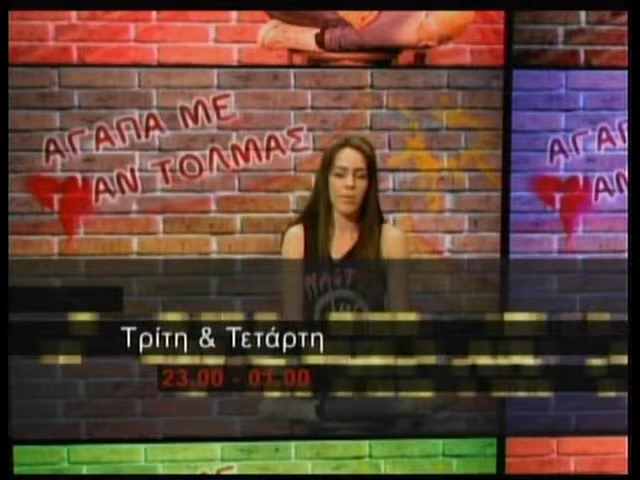 ΑΓΑΠΑ ΜΕ
ΑΝ ΤΟΛΜΑΣ
ΑΓΑΠ
ΑΝ
Τρίτη & Τετάρτη
23.00 - 01.00